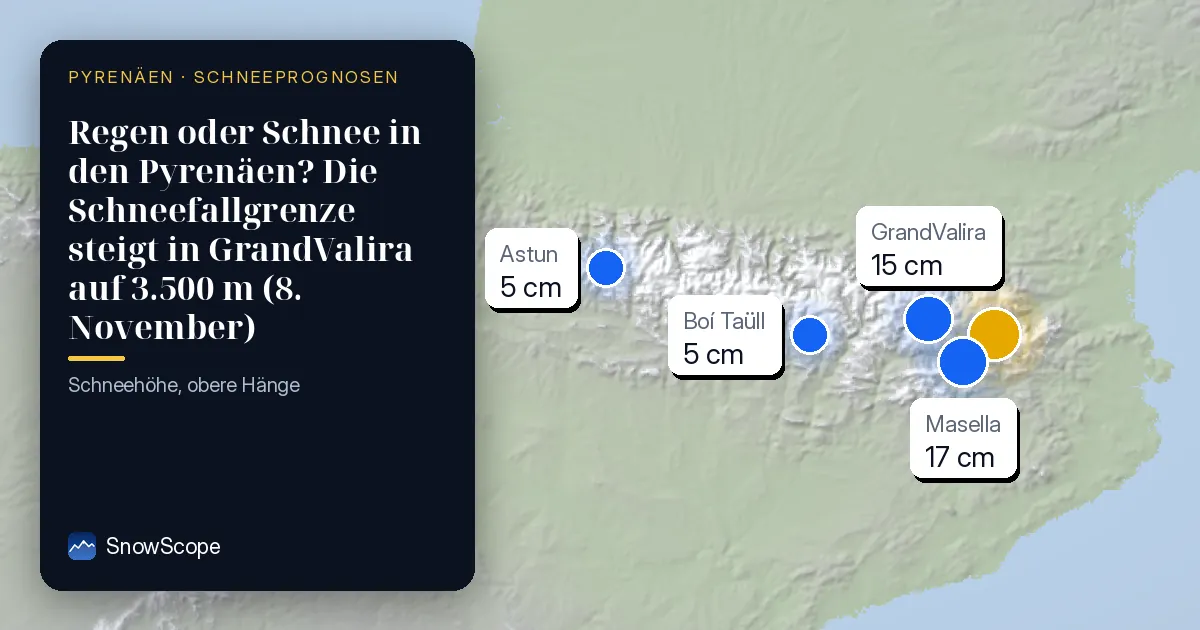 PYRENÄEN · SCHNEEPROGNOSEN
Regen oder Schnee in
den Pyrenäen? Die
Schneefallgrenze
steigt in GrandValira
auf 3.500 m (8.
November)
Schneehöhe, obere Hänge
SnowScope
Astun
5 cm
Boí Taüll
5 cm
GrandValira
15 cm
Masella
17 cm